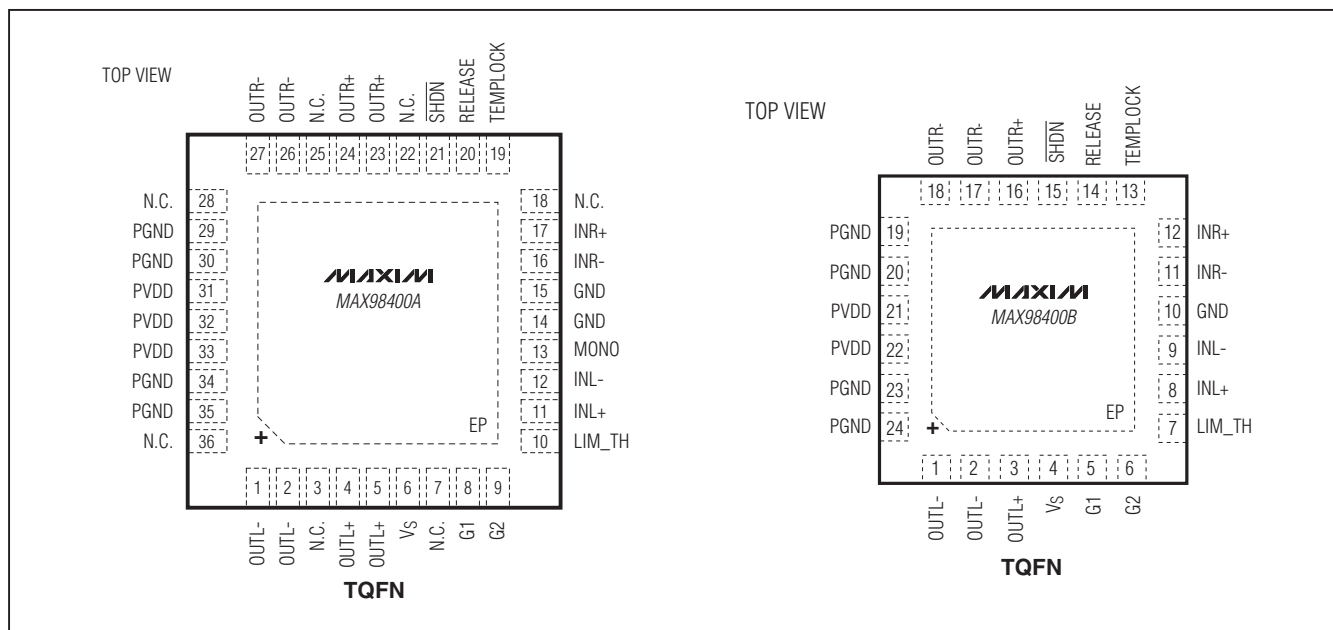 TOP VIEW
OUTR-
OUTR-
N.C.
OUTR+
OUTR+
N.C.
SHDN
RELEASE
TEMPLOCK
27 26 25 24 23 22 21 20 19
N.C. 28
PGND 29
PGND 30
PVDD 31
PVDD 32
PVDD 33
PGND 34
PGND 35
N.C. 36
MAXIM
MAX98400A
18 N.C.
17 INR+
16 INR-
15 GND
14 GND
13 MONO
12 INL-
11 INL+
10 LIM_TH
EP
+
1 2 3 4 5 6 7 8 9
OUTL-
OUTL-
N.C.
OUTL+
OUTL+
VS
N.C.
G1
G2
TQFN
TOP VIEW
OUTR-
OUTR-
OUTR+
SHDN
RELEASE
TEMPLOCK
18 17 16 15 14 13
PGND 19
PGND 20
PVDD 21
PVDD 22
PGND 23
PGND 24
MAXIM
MAX98400B
12 INR+
11 INR-
10 GND
9 INL-
8 INL+
7 LIM_TH
EP
+
1 2 3 4 5 6
OUTL-
OUTL-
OUTL+
VS
G1
G2
TQFN